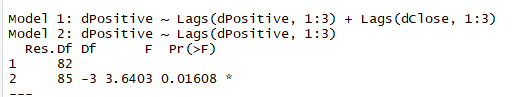 Model 1: dPositive ~ Lags(dPositive, 1:3) + Lags(dClose, 1:3)
Model 2: dPositive ~ Lags(dPositive, 1:3)
  Res.Df Df      F  Pr(>F)
1     82
2     85 -3 3.6403 0.01608 *
---